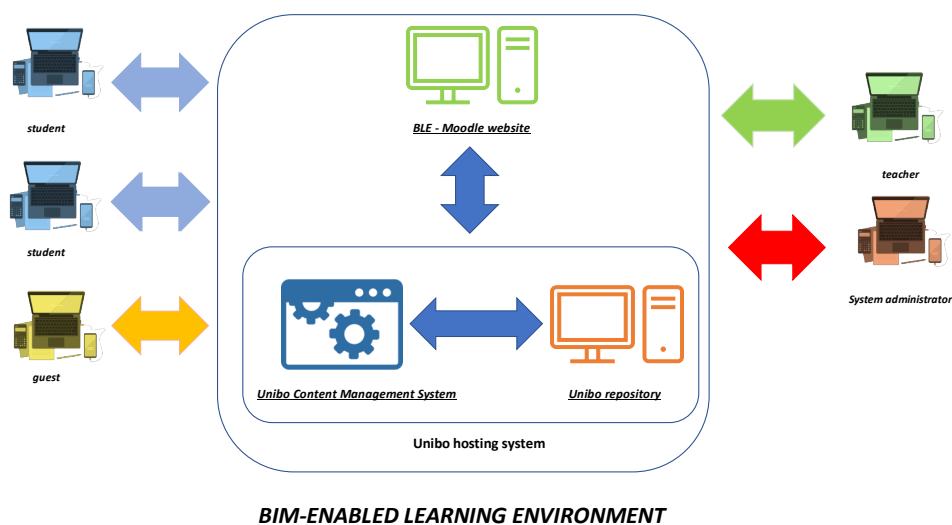 student
BLE - Moodle website
teacher
student
System administrator
guest
Unibo Content Management System
Unibo repository
Unibo hosting system
BIM-ENABLED LEARNING ENVIRONMENT